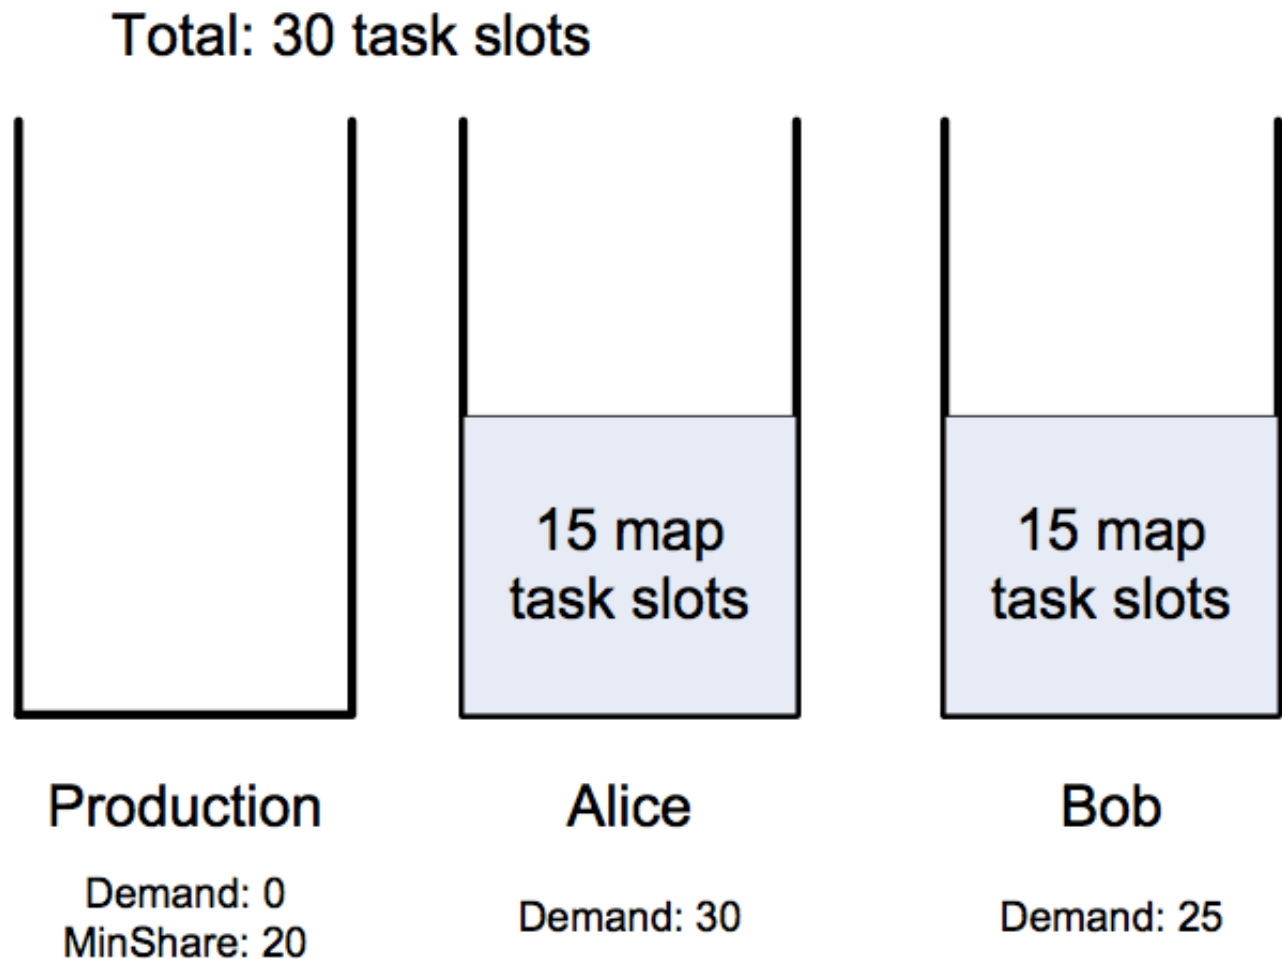 Total: 30 task slots
15 map
task slots
15 map
task slots
Production
Alice
Bob
Demand: 0
MinShare: 20
Demand: 30
Demand: 25